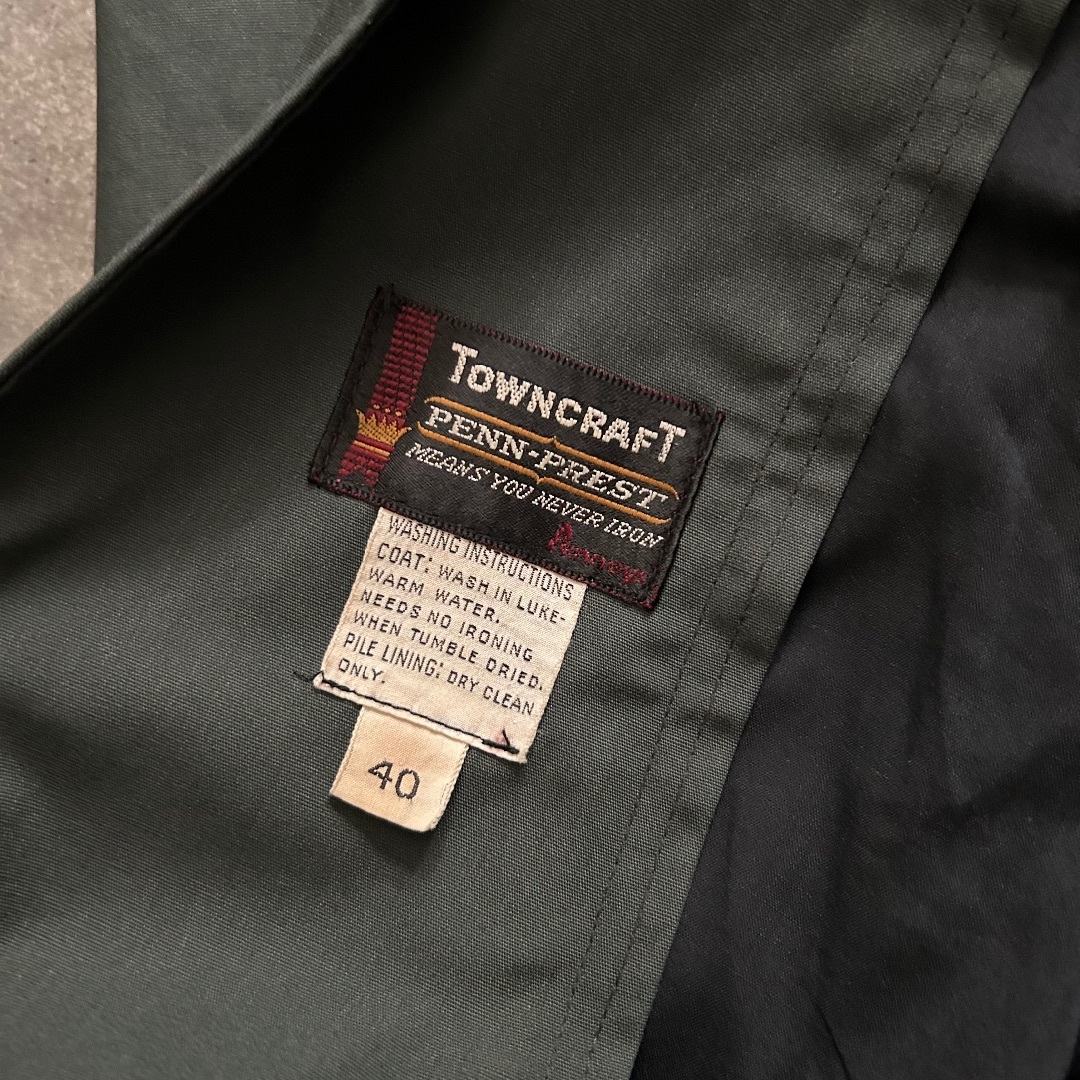 TOWNCRAFT
PENN-PREST
MEANS YOU NEVER IRON
Penneys
WASHING INSTRUCTIONS
COAT: WASH IN LUKE-
WARM WATER.
NEEDS NO IRONING
WHEN TUMBLE DRIED.
PILE LINING: DRY CLEAN
ONLY.
40